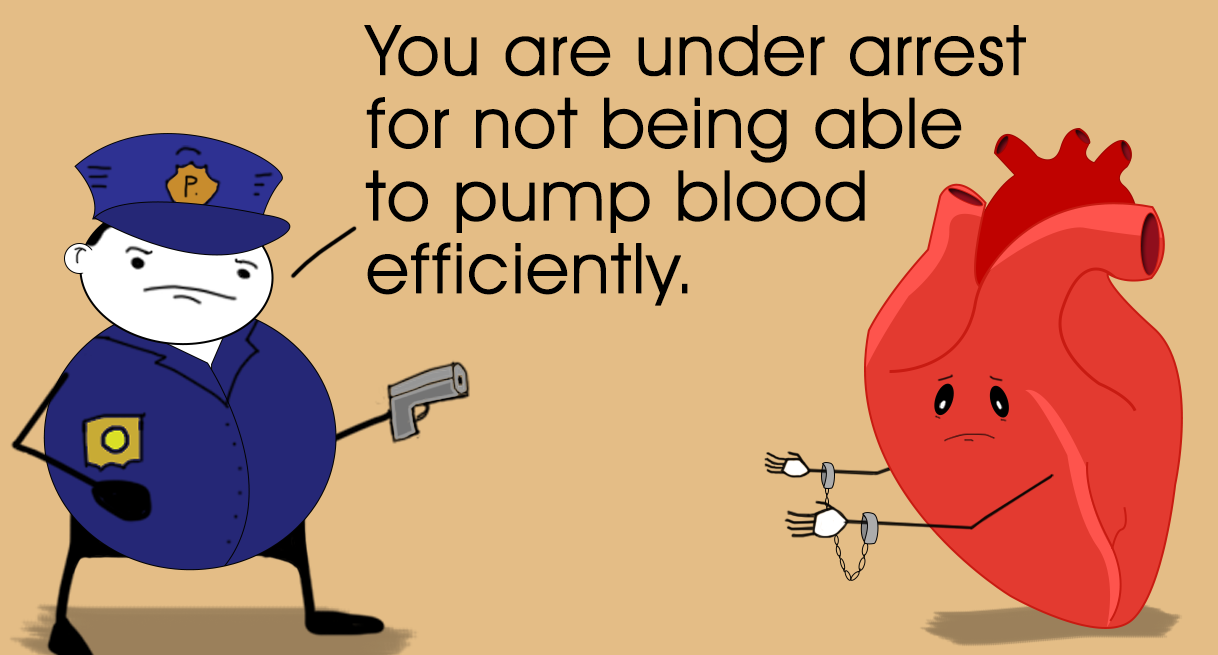 You are under arrest
for not being able
to pump blood
efficiently.
P.